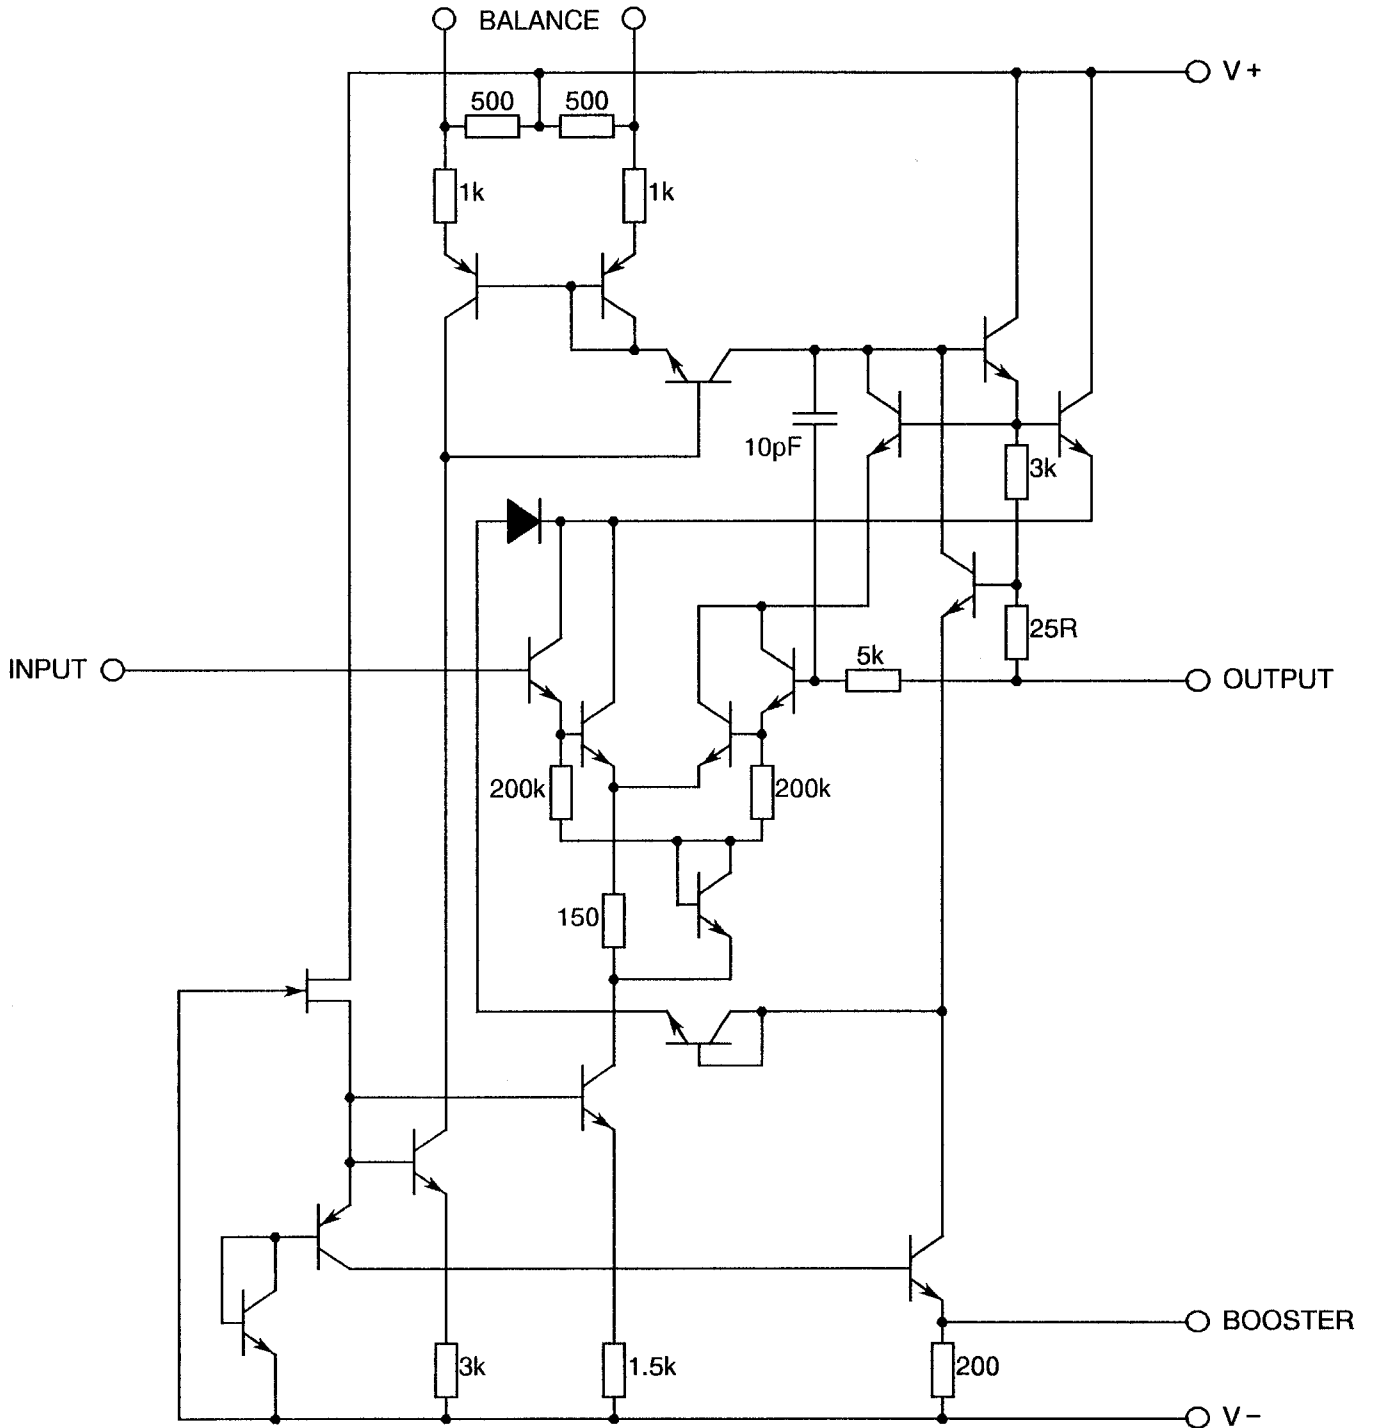 BALANCE
V+
500 500
1k 1k
10pF
3k
25R
INPUT
5k
OUTPUT
200k 200k
150
BOOSTER
3k 1.5k 200
V−